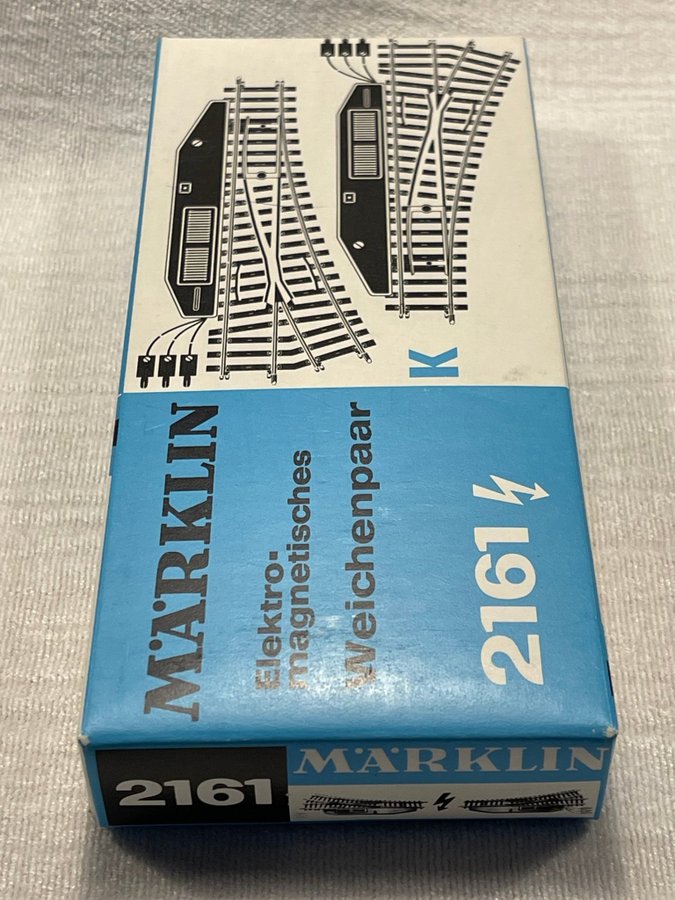 K
MÄRKLIN
Elektro-
magnetisches
Weichenpaar
2161
2161
MÄRKLIN